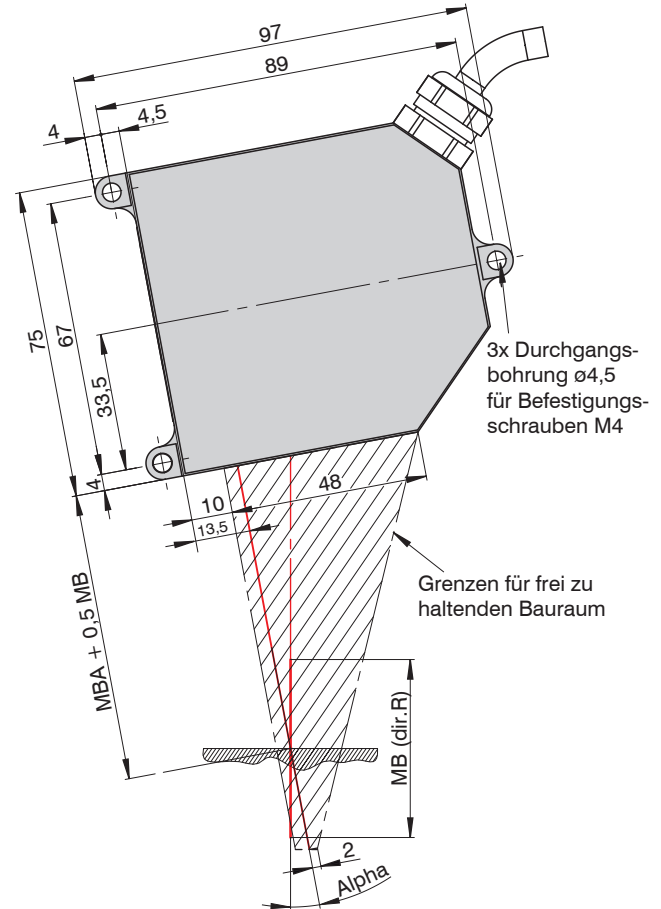 97
89
4
4,5
75
67
33,5
4
3x Durchgangs-
bohrung ø4,5
für Befestigungs-
schrauben M4
10
48
13,5
Grenzen für frei zu
haltenden Bauraum
MBA + 0,5 MB
MB (dir.R)
2
Alpha